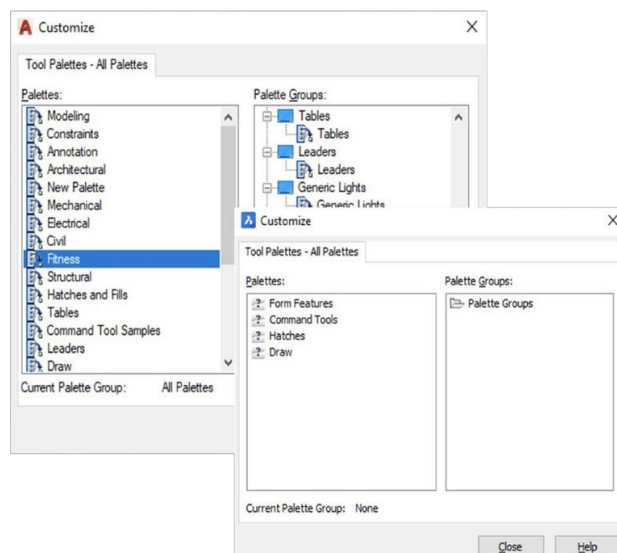 Customize
Tool Palettes - All Palettes
Palettes:
Modeling
Constraints
Annotation
Architectural
New Palette
Mechanical
Electrical
Civil
Fitness
Structural
Hatches and Fills
Tables
Command Tool Samples
Leaders
Draw
Palette Groups:
Tables
Tables
Leaders
Leaders
Generic Lights
Generic Lights
Current Palette Group: All Palettes
Customize
Tool Palettes - All Palettes
Palettes:
Form Features
Command Tools
Hatches
Draw
Palette Groups:
Palette Groups
Current Palette Group: None
Close
Help